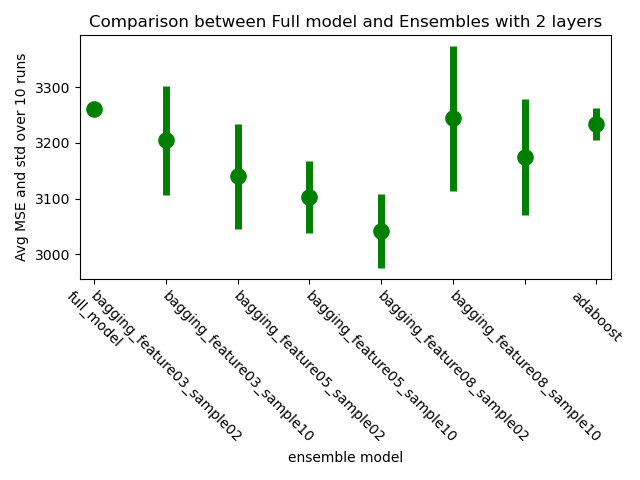 Comparison between Full model and Ensembles with 2 layers
Avg MSE and std over 10 runs
3300
3200
3100
3000
full_model
bagging_feature03_sample02
bagging_feature03_sample10
bagging_feature05_sample02
bagging_feature05_sample10
bagging_feature08_sample02
bagging_feature08_sample10
adaboost
ensemble model